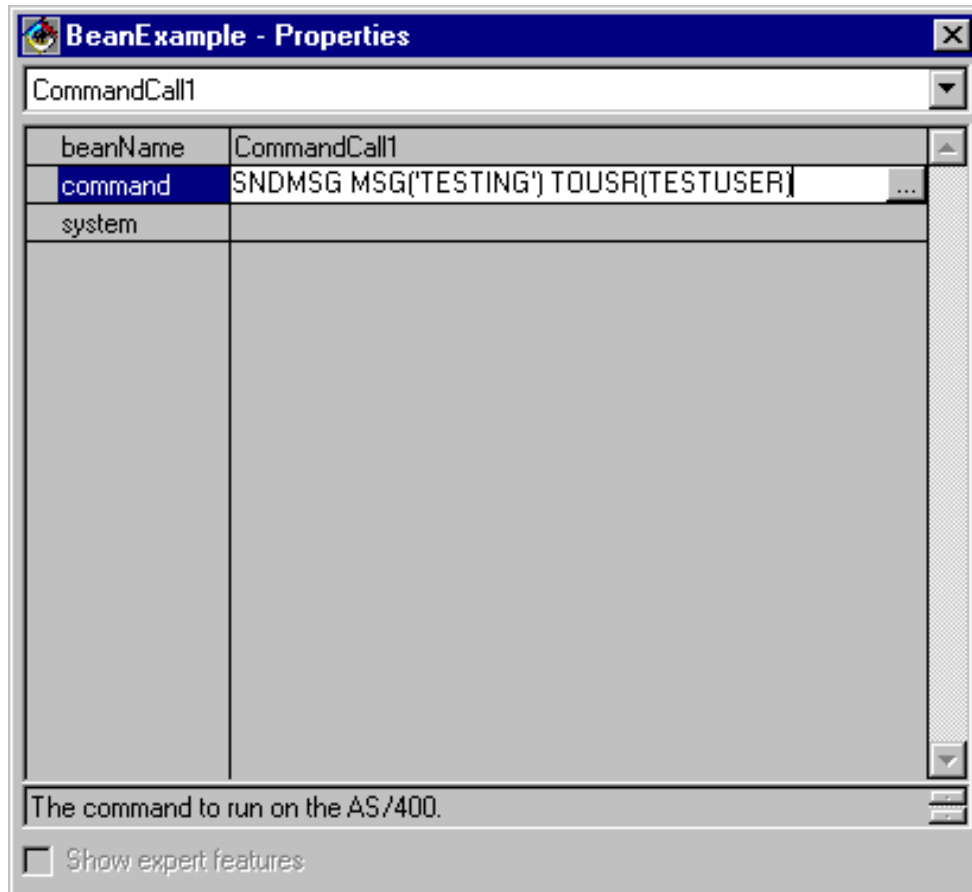 BeanExample - Properties
CommandCall1
beanName CommandCall1
command SNDMSG MSG('TESTING') TOUSR(TESTUSER) ...
system
The command to run on the AS/400.
Show expert features